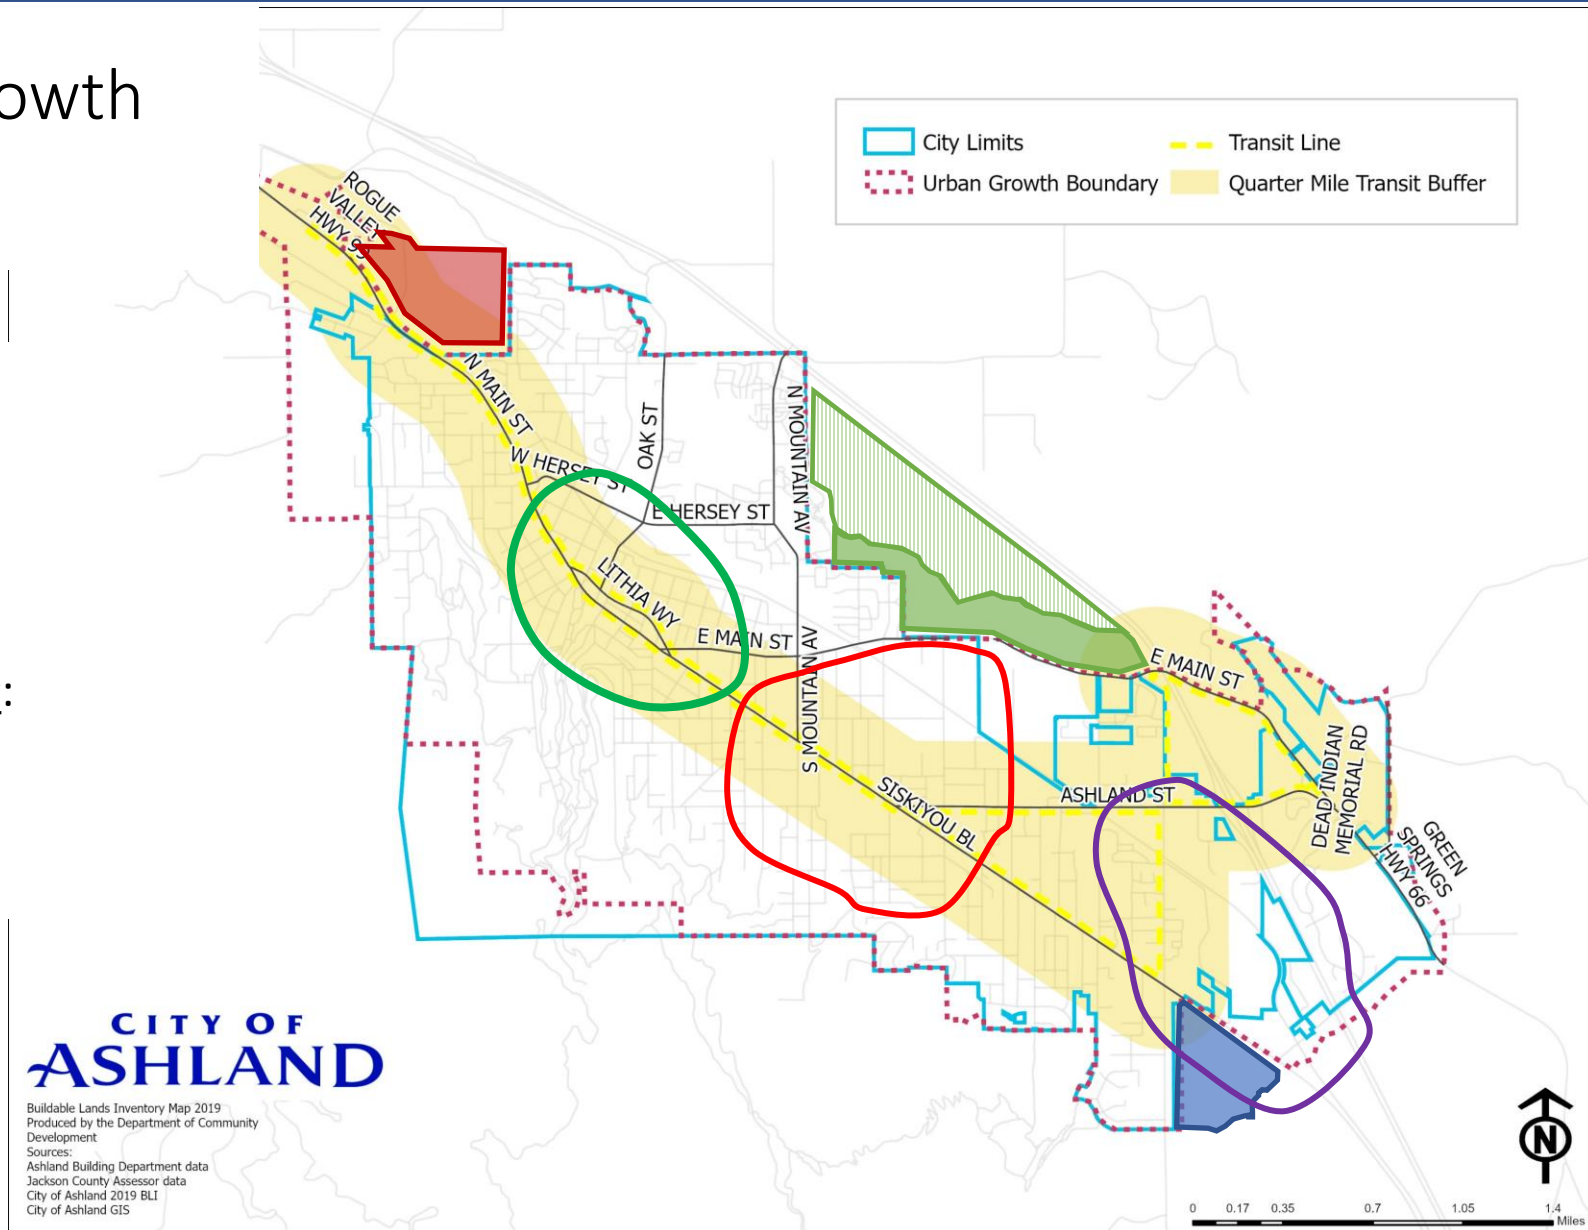 owth
:
City Limits
Transit Line
Urban Growth Boundary
Quarter Mile Transit Buffer
ROGUE
VALLEY
HWY 99
N MAIN ST
W HERSEY ST
OAK ST
E HERSEY ST
N MOUNTAIN AV
LITHIA WY
E MAIN ST
S MOUNTAIN AV
E MAIN ST
SISKIYOU BL
ASHLAND ST
DEAD INDIAN
MEMORIAL RD
GREEN
SPRINGS
HWY 66
CITY OF
ASHLAND
Buildable Lands Inventory Map 2019
Produced by the Department of Community
Development
Sources:
Ashland Building Department data
Jackson County Assessor data
City of Ashland 2019 BLI
City of Ashland GIS
N
0 0.17 0.35 0.7 1.05 1.4
Miles